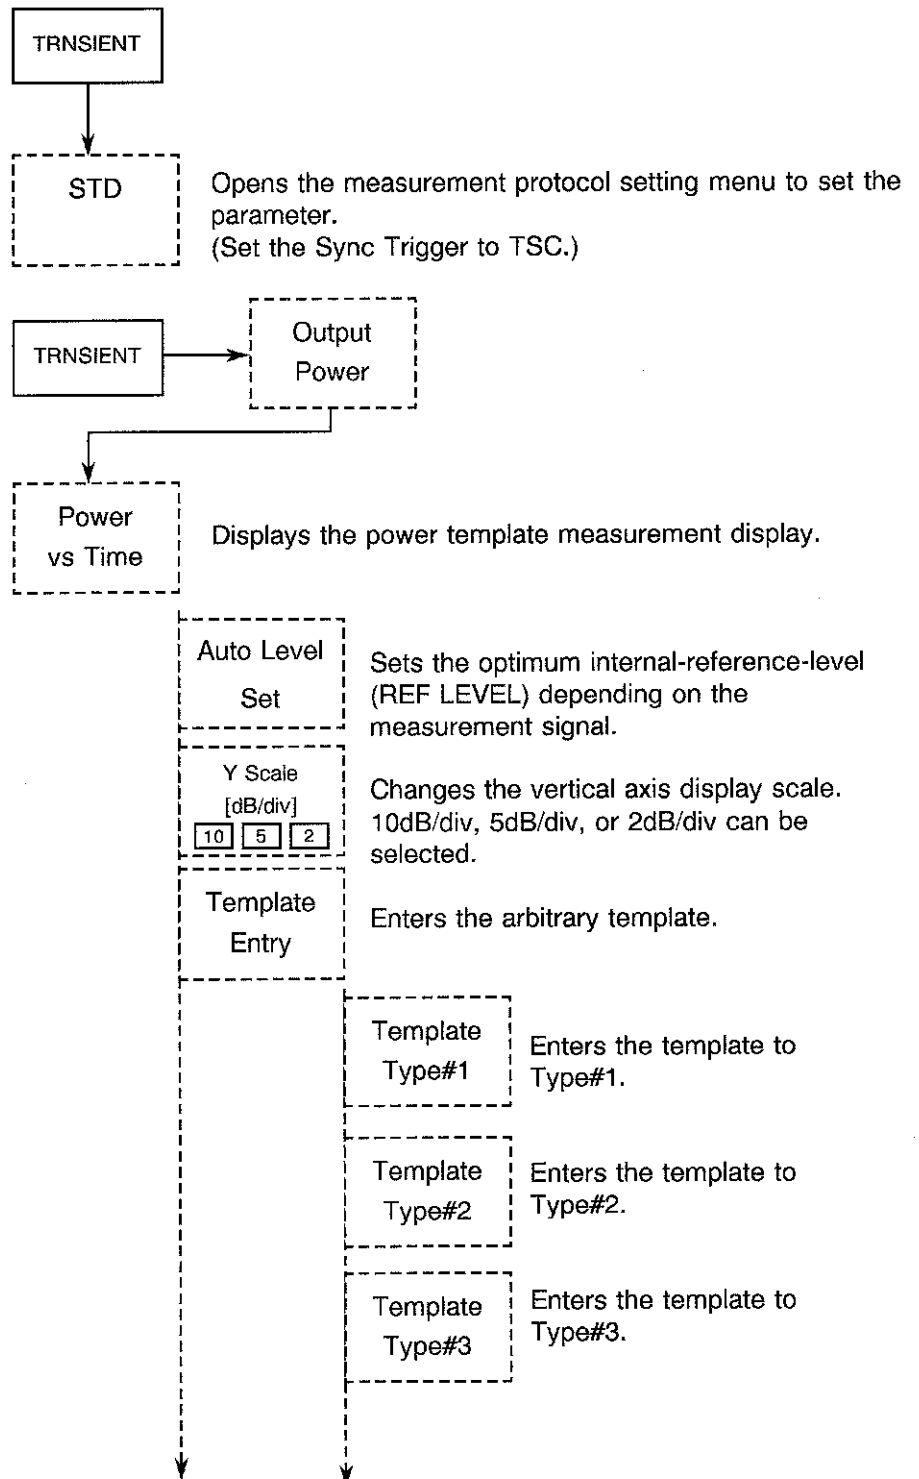 TRNSIENT
STD
Opens the measurement protocol setting menu to set the
parameter.
(Set the Sync Trigger to TSC.)
TRNSIENT
Output
Power
Power
vs Time
Displays the power template measurement display.
Auto Level
Set
Sets the optimum internal-reference-level
(REF LEVEL) depending on the
measurement signal.
Y Scale
[dB/div]
10 5 2
Changes the vertical axis display scale.
10dB/div, 5dB/div, or 2dB/div can be
selected.
Template
Entry
Enters the arbitrary template.
Template
Type#1
Enters the template to
Type#1.
Template
Type#2
Enters the template to
Type#2.
Template
Type#3
Enters the template to
Type#3.